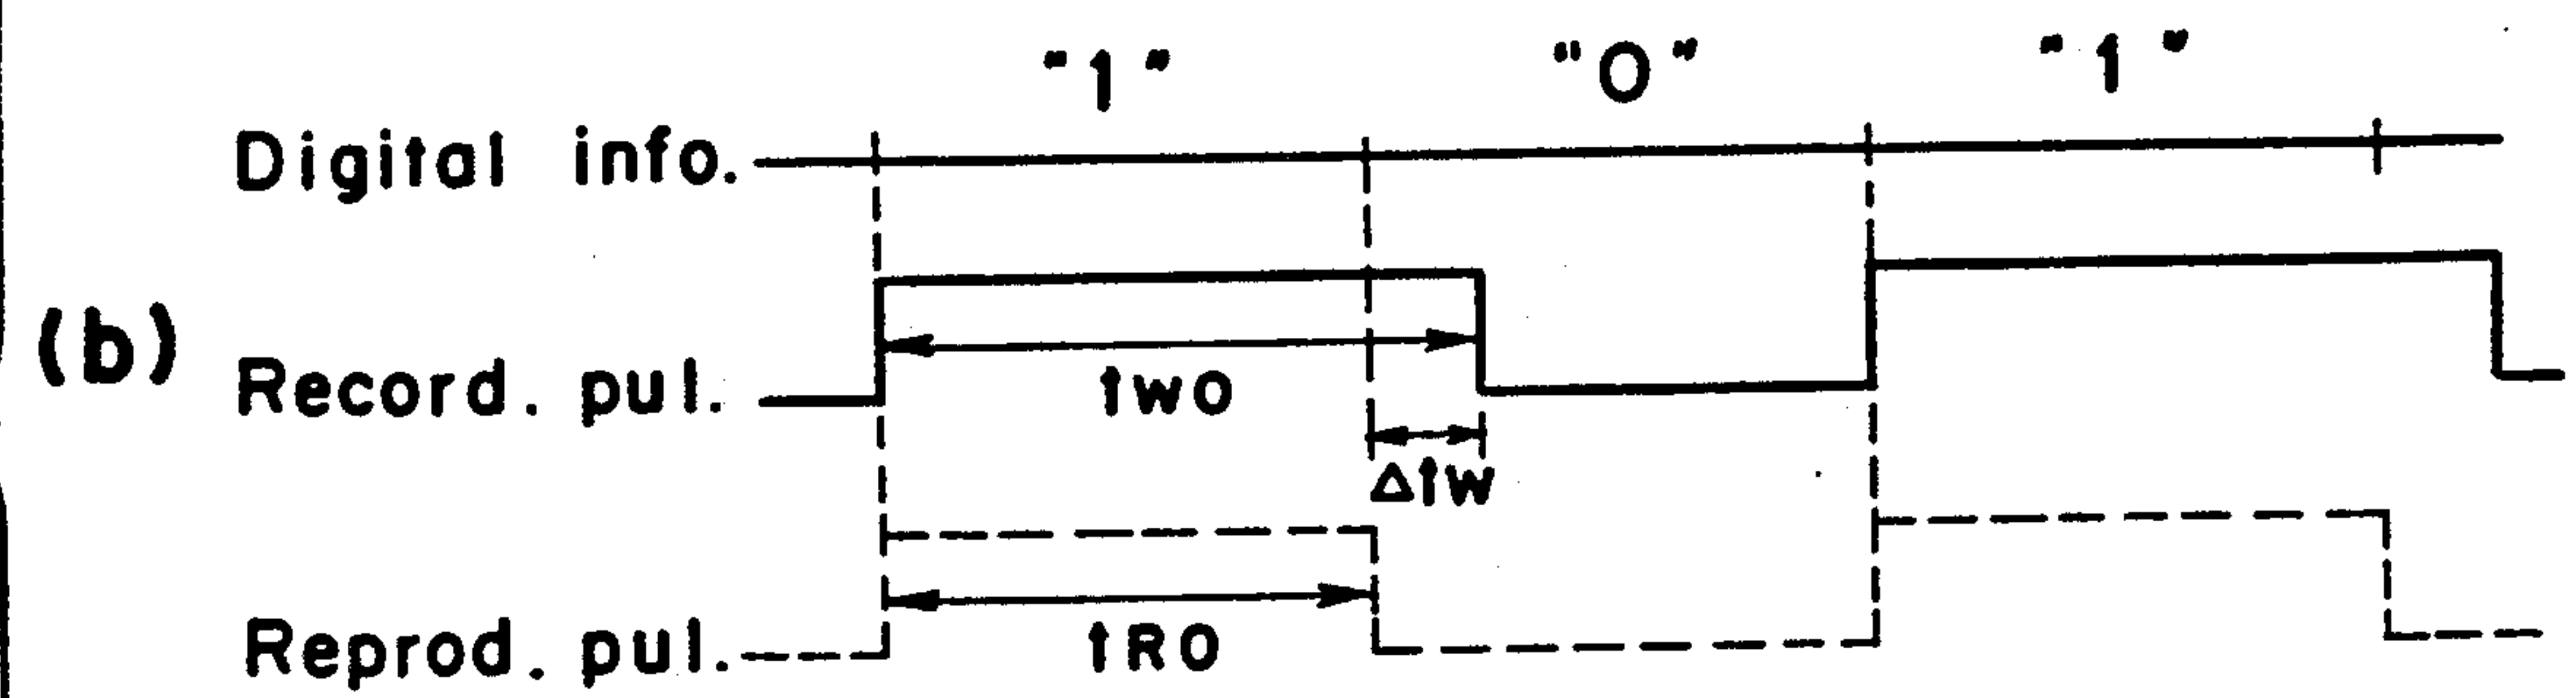 "1" "0" "1"
Digital info.
(b)
Record. pul.
tWO
ΔtW
Reprod. pul.
tRO